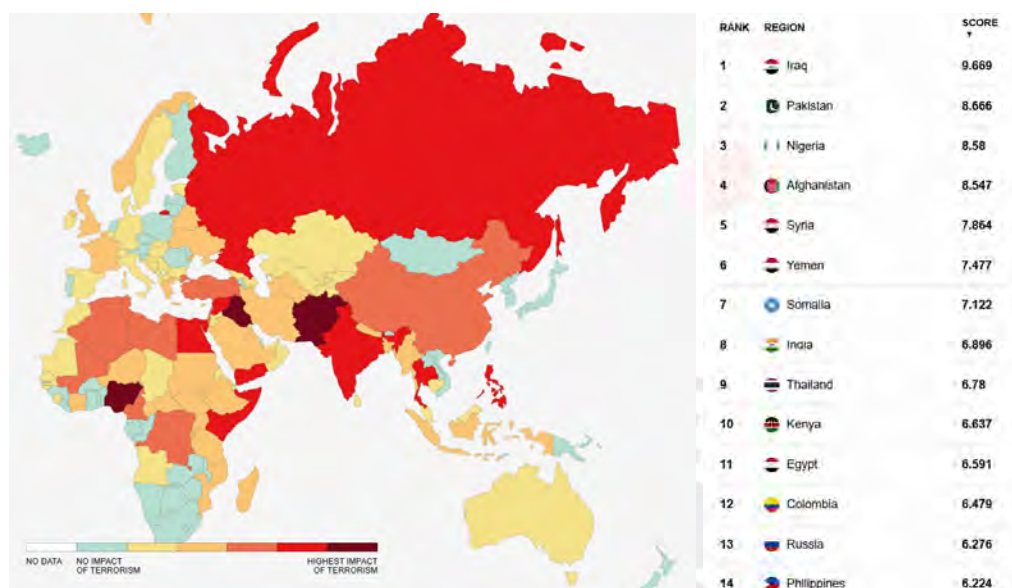 RANK REGION SCORE
1 Iraq 9.669
2 Pakistan 8.666
3 Nigeria 8.58
4 Afghanistan 8.547
5 Syria 7.864
6 Yemen 7.477
7 Somalia 7.122
8 India 6.896
9 Thailand 6.78
10 Kenya 6.637
11 Egypt 6.591
12 Colombia 6.479
13 Russia 6.276
14 Philippines 6.224
NO DATA NO IMPACT HIGHEST IMPACT
OF TERRORISM OF TERRORISM